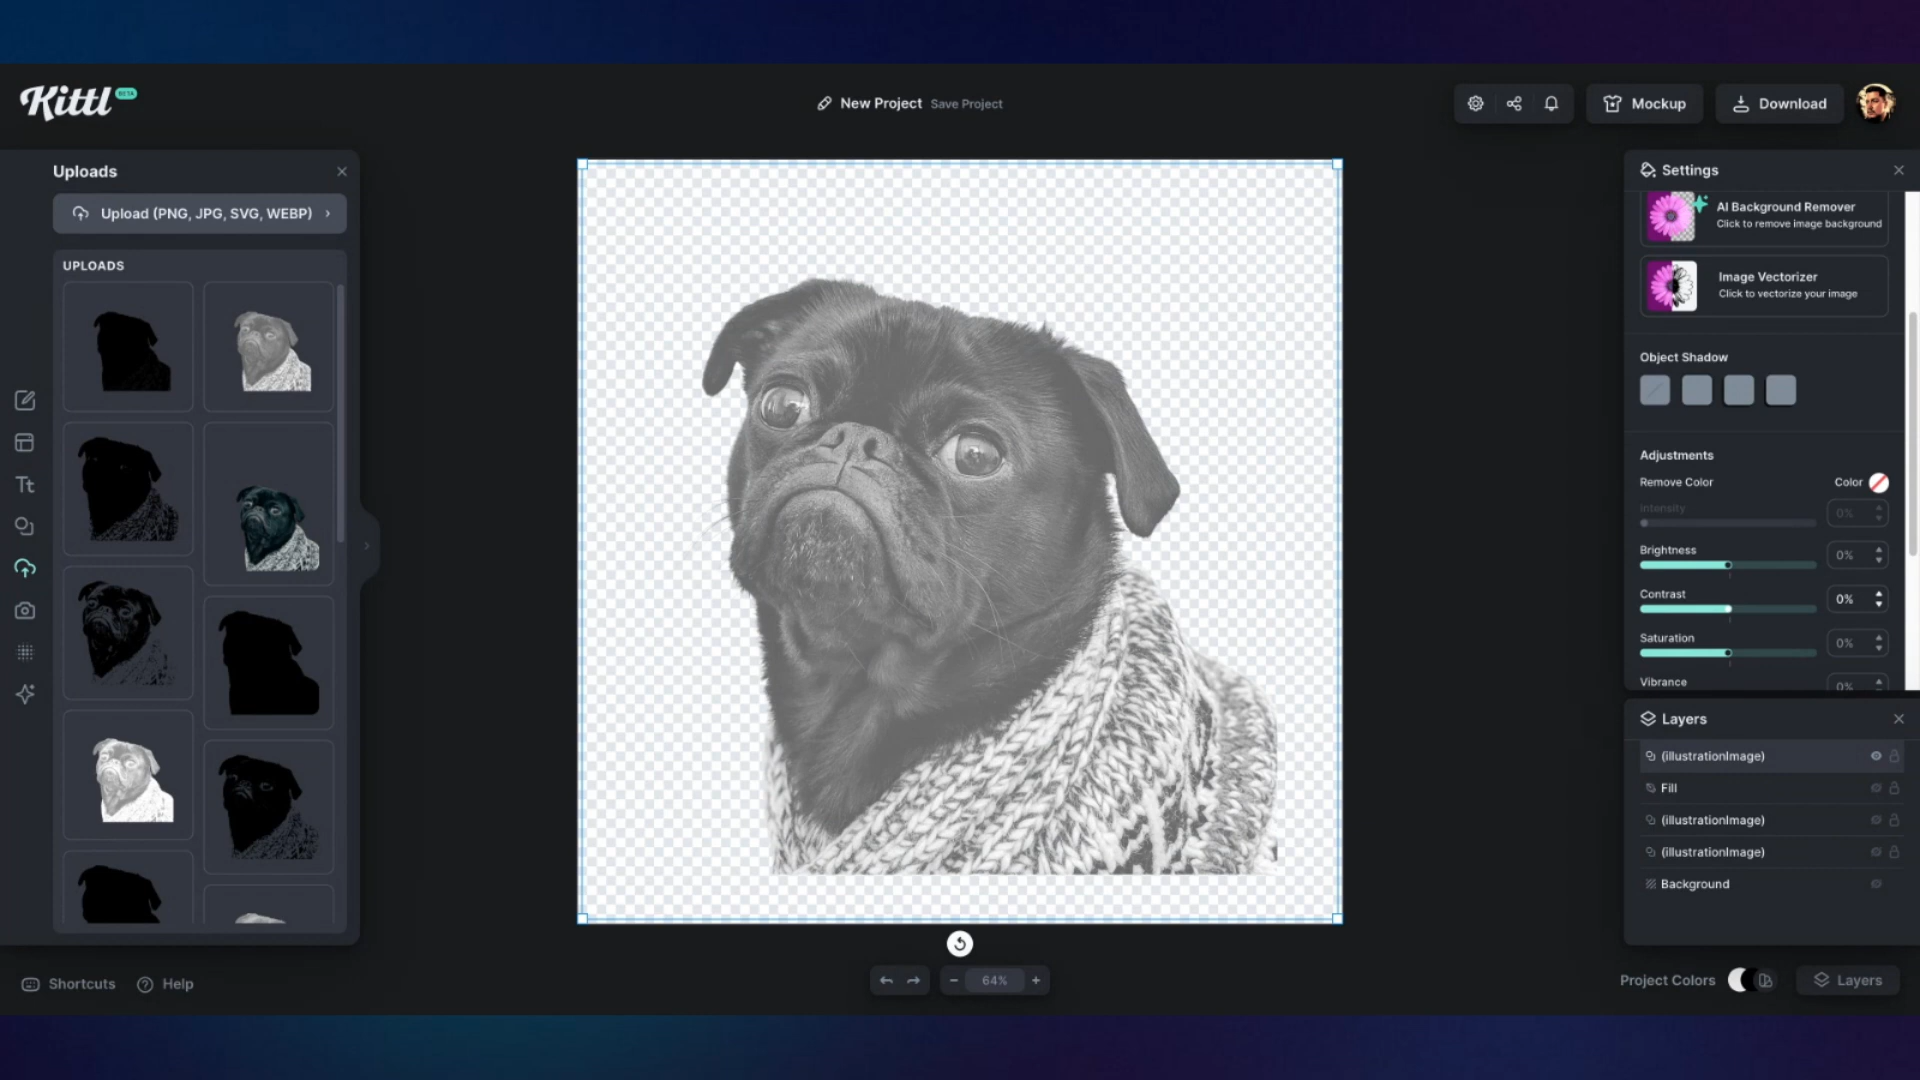 Kittl BETA
New Project Save Project
Mockup
Download
Uploads
Upload (PNG, JPG, SVG, WEBP)
UPLOADS
Tt
Settings
AI Background Remover
Click to remove image background
Image Vectorizer
Click to vectorize your image
Object Shadow
Adjustments
Remove Color Color
Intensity 0%
Brightness 0%
Contrast 0%
Saturation 0%
Vibrance 0%
Layers
(illustrationImage)
Fill
(illustrationImage)
(illustrationImage)
Background
Shortcuts
Help
64%
Project Colors
Layers